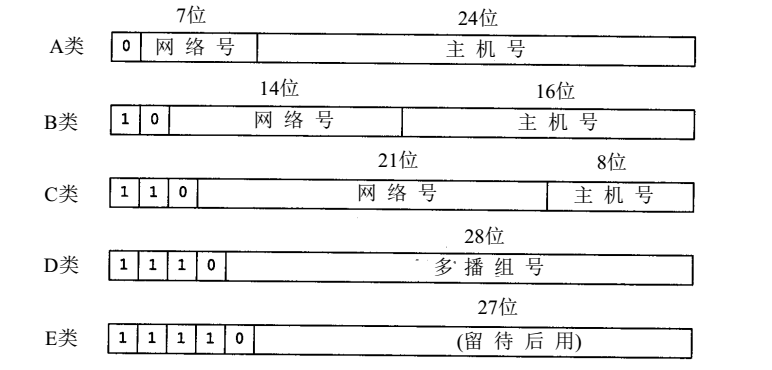 7位 24位
A类 0 网络号 主机号
14位 16位
B类 1 0 网络号 主机号
21位 8位
C类 1 1 0 网络号 主机号
28位
D类 1 1 1 0 多播组号
27位
E类 1 1 1 1 0 (留待后用)